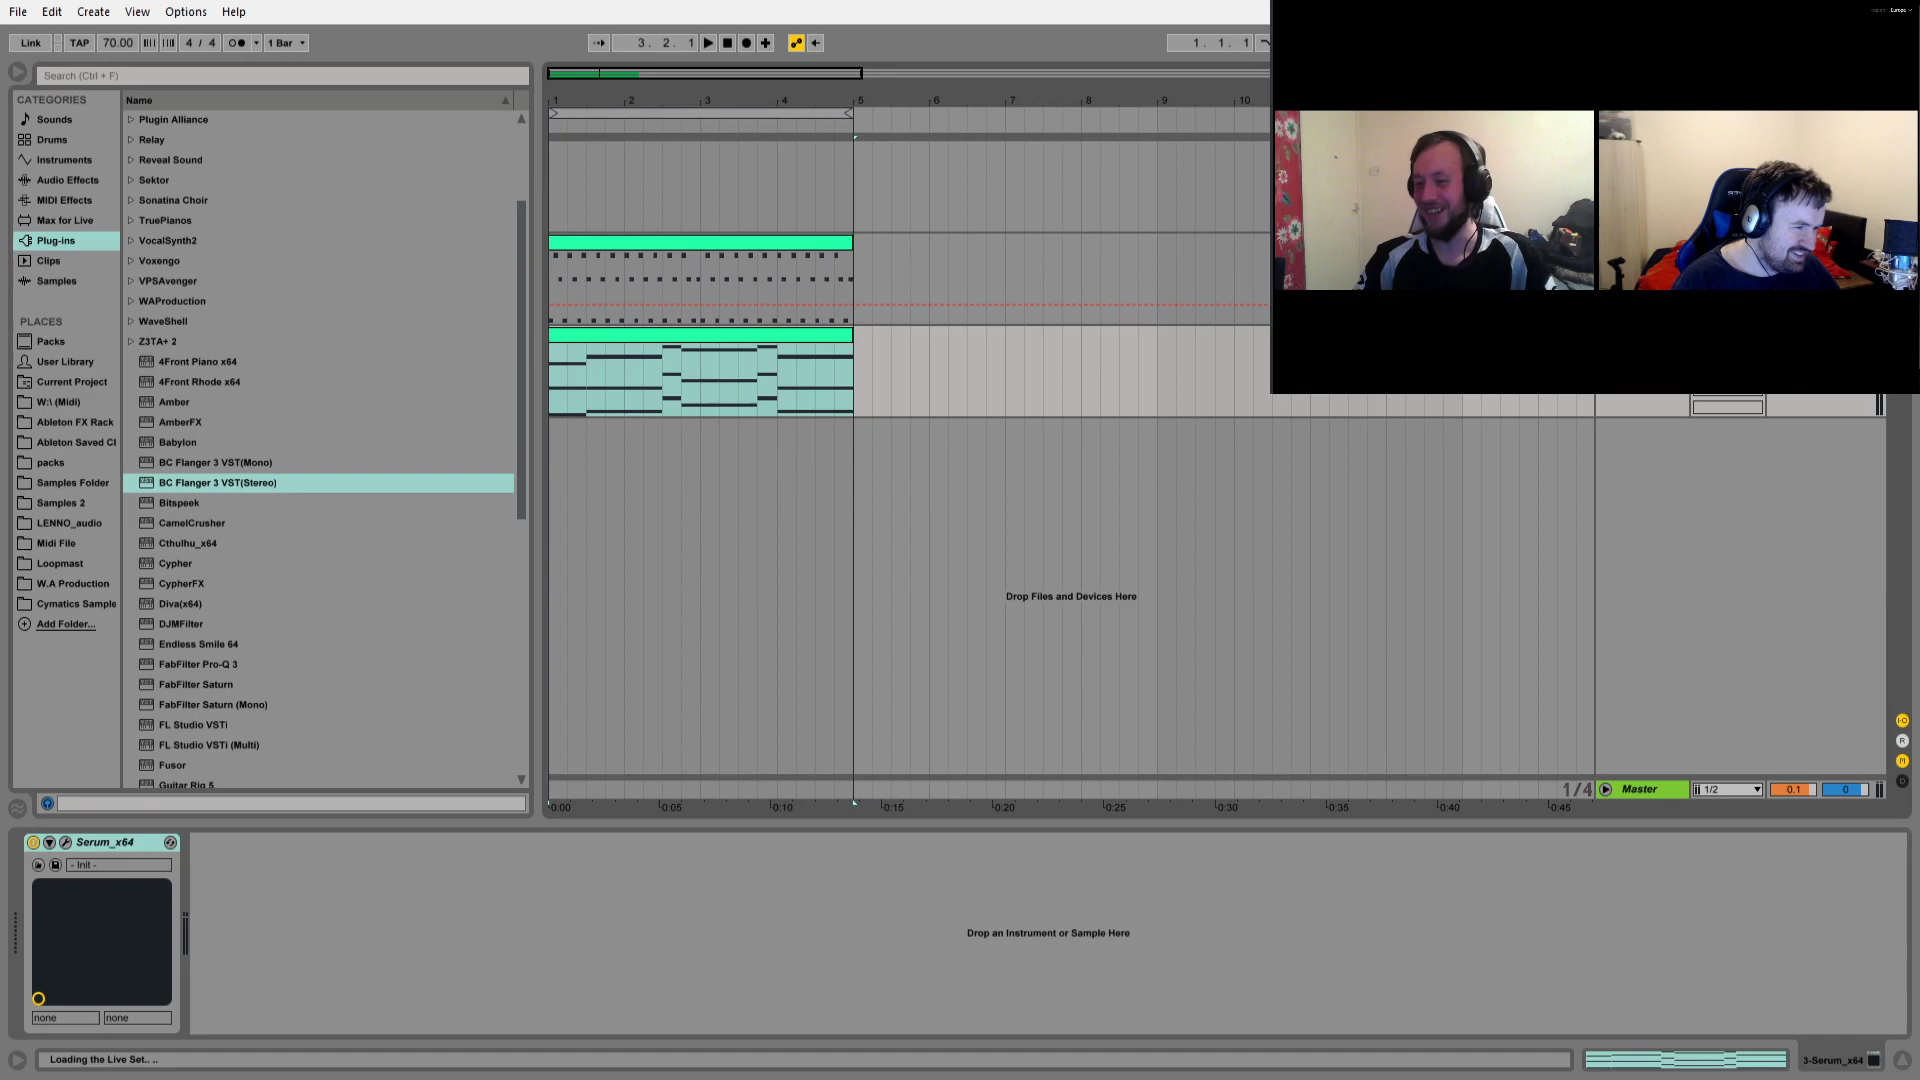 File Edit Create View Options Help
region Europe
Link TAP 70.00 4 / 4 1 Bar 3. 2. 1 1. 1. 1
Search (Ctrl + F)
CATEGORIES
Sounds
Drums
Instruments
Audio Effects
MIDI Effects
Max for Live
Plug-ins
Clips
Samples
PLACES
Packs
User Library
Current Project
W:\ (Midi)
Ableton FX Rack
Ableton Saved Cl
packs
Samples Folder
Samples 2
LENNO_audio
Midi File
Loopmast
W.A Production
Cymatics Sample
Add Folder...
Name
Plugin Alliance
Relay
Reveal Sound
Sektor
Sonatina Choir
TruePianos
VocalSynth2
Voxengo
VPSAvenger
WAProduction
WaveShell
Z3TA+ 2
4Front Piano x64
4Front Rhode x64
Amber
AmberFX
Babylon
BC Flanger 3 VST(Mono)
BC Flanger 3 VST(Stereo)
Bitspeek
CamelCrusher
Cthulhu_x64
Cypher
CypherFX
Diva(x64)
DJMFilter
Endless Smile 64
FabFilter Pro-Q 3
FabFilter Saturn
FabFilter Saturn (Mono)
FL Studio VSTi
FL Studio VSTi (Multi)
Fusor
Guitar Rig 5
1 2 3 4 5 6 7 8 9 10
Drop Files and Devices Here
1/4 Master 1/2 0.1 0
0:00 0:05 0:10 0:15 0:20 0:25 0:30 0:35 0:40 0:45
I-O
R
M
D
Serum_x64
- Init -
none none
Drop an Instrument or Sample Here
Loading the Live Set.. ..
3-Serum_x64